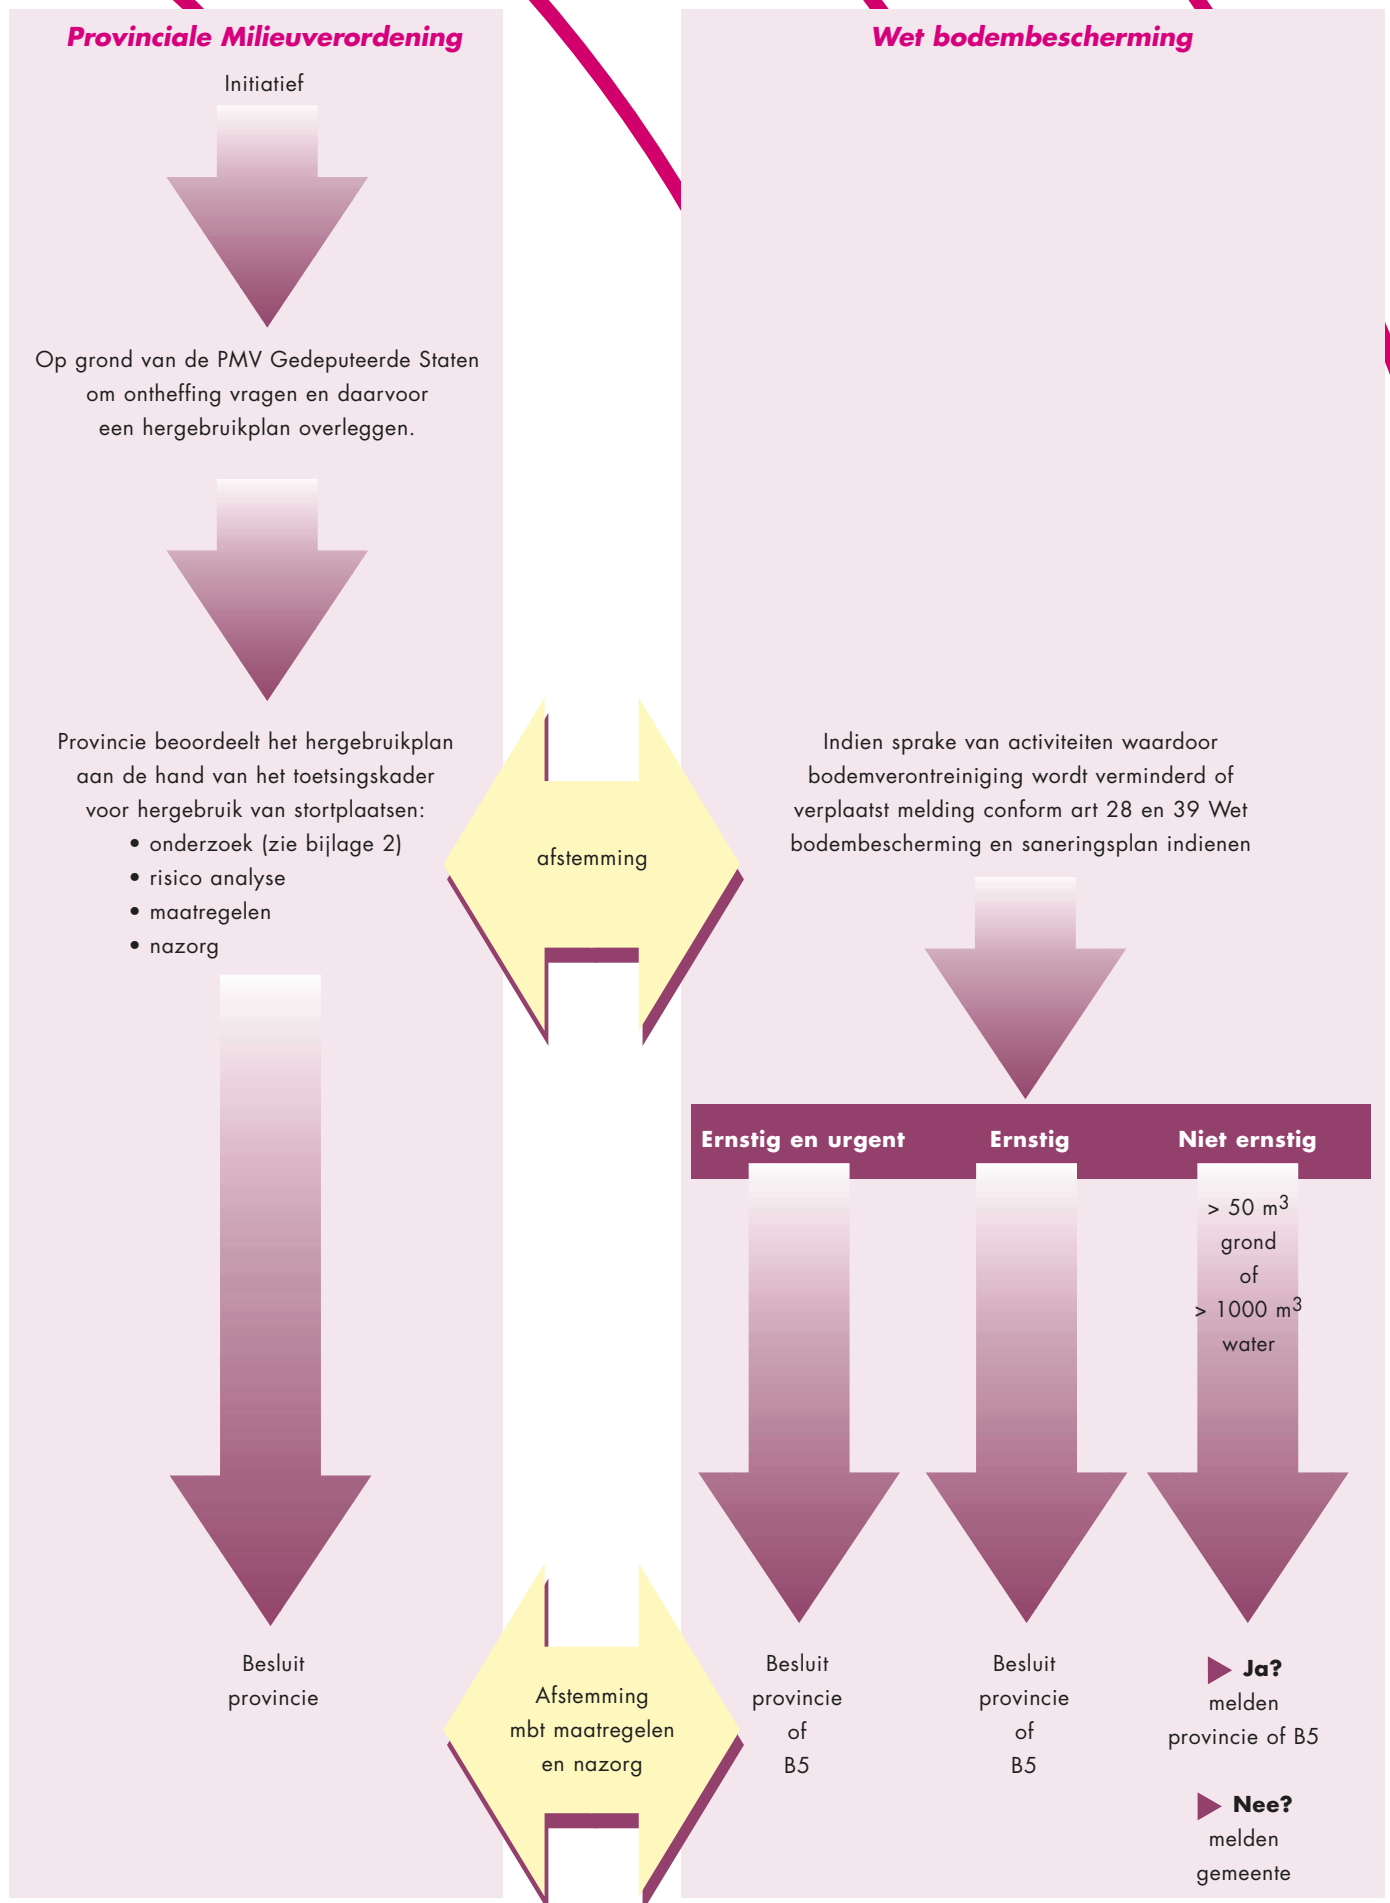 Provinciale Milieuverordening
Initiatief
Op grond van de PMV Gedeputeerde Staten
om ontheffing vragen en daarvoor
een hergebruikplan overleggen.
Provincie beoordeelt het hergebruikplan
aan de hand van het toetsingskader
voor hergebruik van stortplaatsen:
• onderzoek (zie bijlage 2)
• risico analyse
• maatregelen
• nazorg
Besluit
provincie
afstemming
Afstemming
mbt maatregelen
en nazorg
Wet bodembescherming
Indien sprake van activiteiten waardoor
bodemverontreiniging wordt verminderd of
verplaatst melding conform art 28 en 39 Wet
bodembescherming en saneringsplan indienen
Ernstig en urgent
Besluit
provincie
of
B5
Ernstig
Besluit
provincie
of
B5
Niet ernstig
> 50 m³
grond
of
> 1000 m³
water
Ja?
melden
provincie of B5
Nee?
melden
gemeente